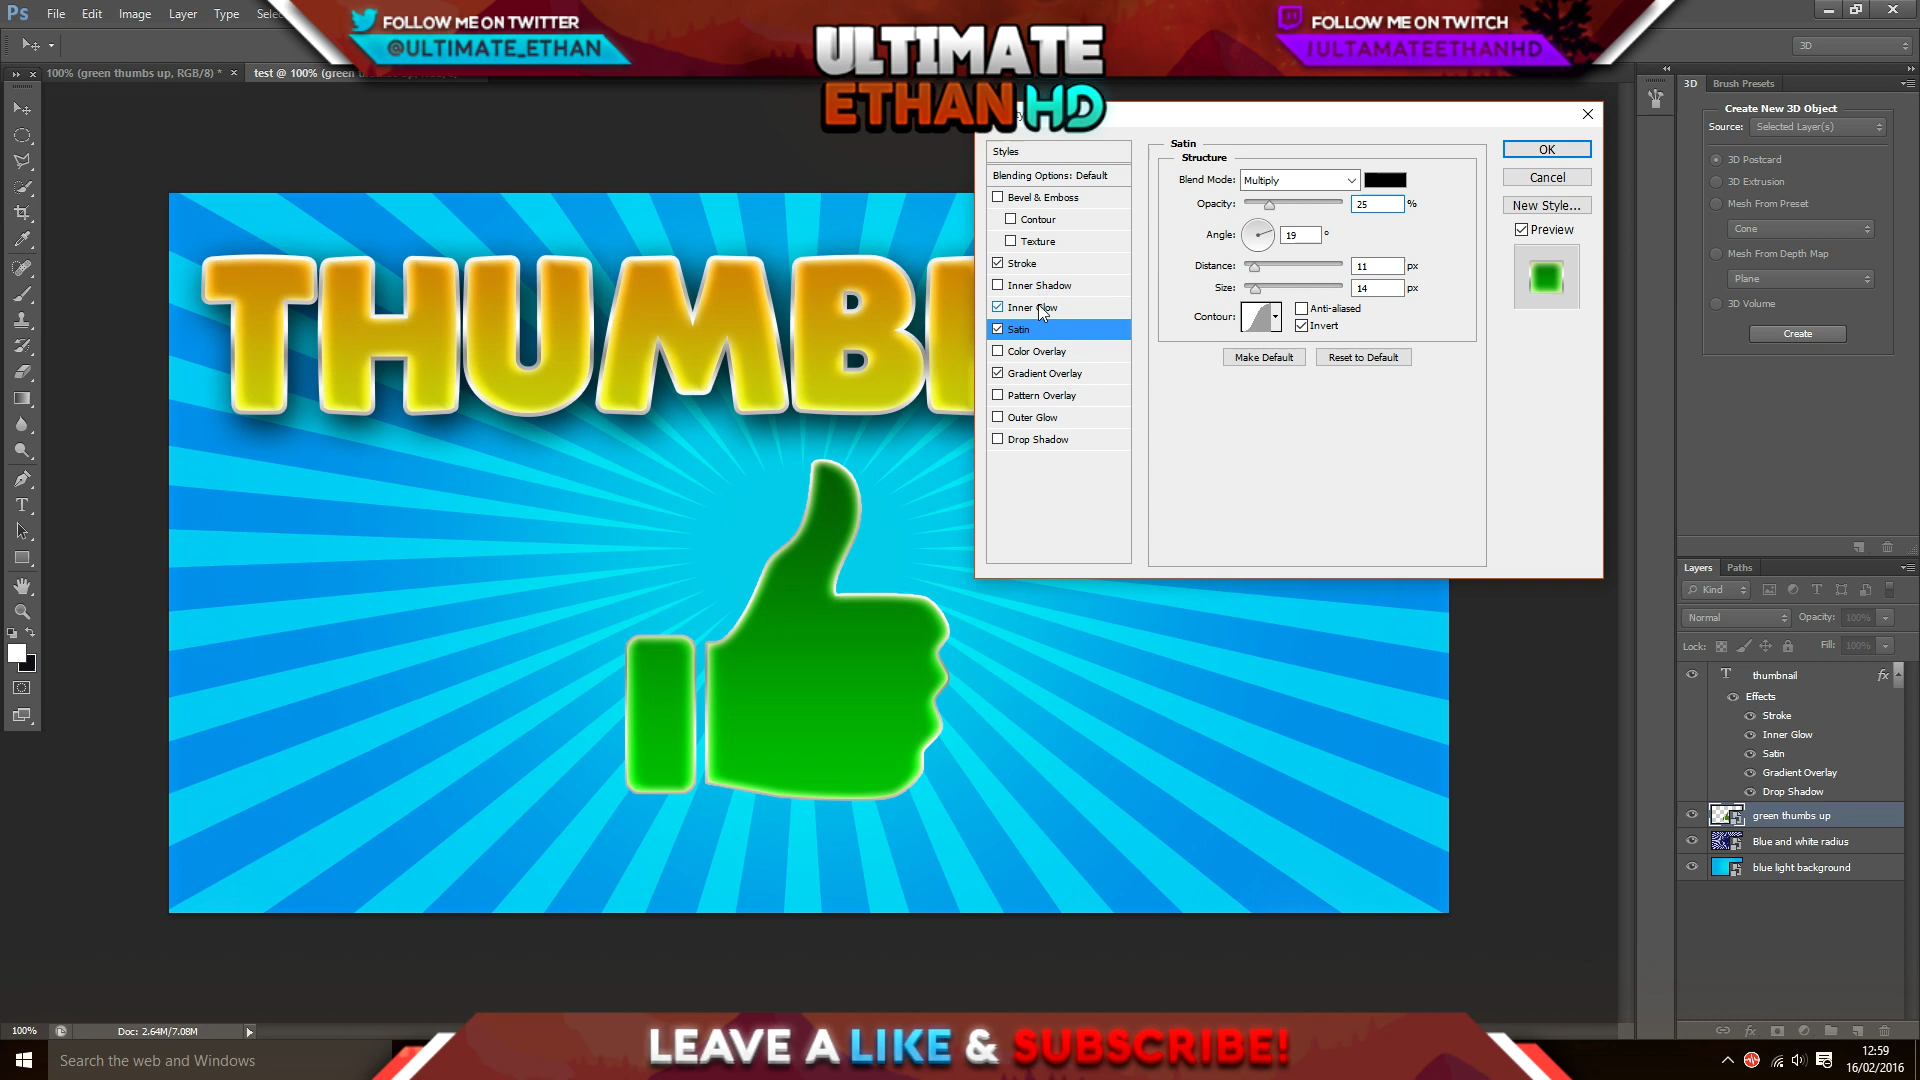 Ps File Edit Image Layer Type
FOLLOW ME ON TWITTER
@ULTIMATE_ETHAN
ULTIMATE
ETHAN HD
FOLLOW ME ON TWITCH
/ULTAMATEETHANHD
3D
100% (green thumbs up, RGB/8) *
test @ 100% (green
3D Brush Presets
Create New 3D Object
Source: Selected Layer(s)
3D Postcard
3D Extrusion
Mesh From Preset
Cone
Mesh From Depth Map
Plane
3D Volume
Create
Styles
Blending Options: Default
Bevel & Emboss
Contour
Texture
Stroke
Inner Shadow
Inner Glow
Satin
Color Overlay
Gradient Overlay
Pattern Overlay
Outer Glow
Drop Shadow
Satin
Structure
Blend Mode: Multiply
Opacity: 25 %
Angle: 19 °
Distance: 11 px
Size: 14 px
Contour:
Anti-aliased
Invert
Make Default Reset to Default
OK
Cancel
New Style...
Preview
THUMB
Layers Paths
Kind
Normal Opacity: 100%
Lock: Fill: 100%
T thumbnail fx
Effects
Stroke
Inner Glow
Satin
Gradient Overlay
Drop Shadow
green thumbs up
Blue and white radius
blue light background
100% Doc: 2.64M/7.08M
Search the web and Windows
LEAVE A LIKE & SUBSCRIBE!
12:59
16/02/2016